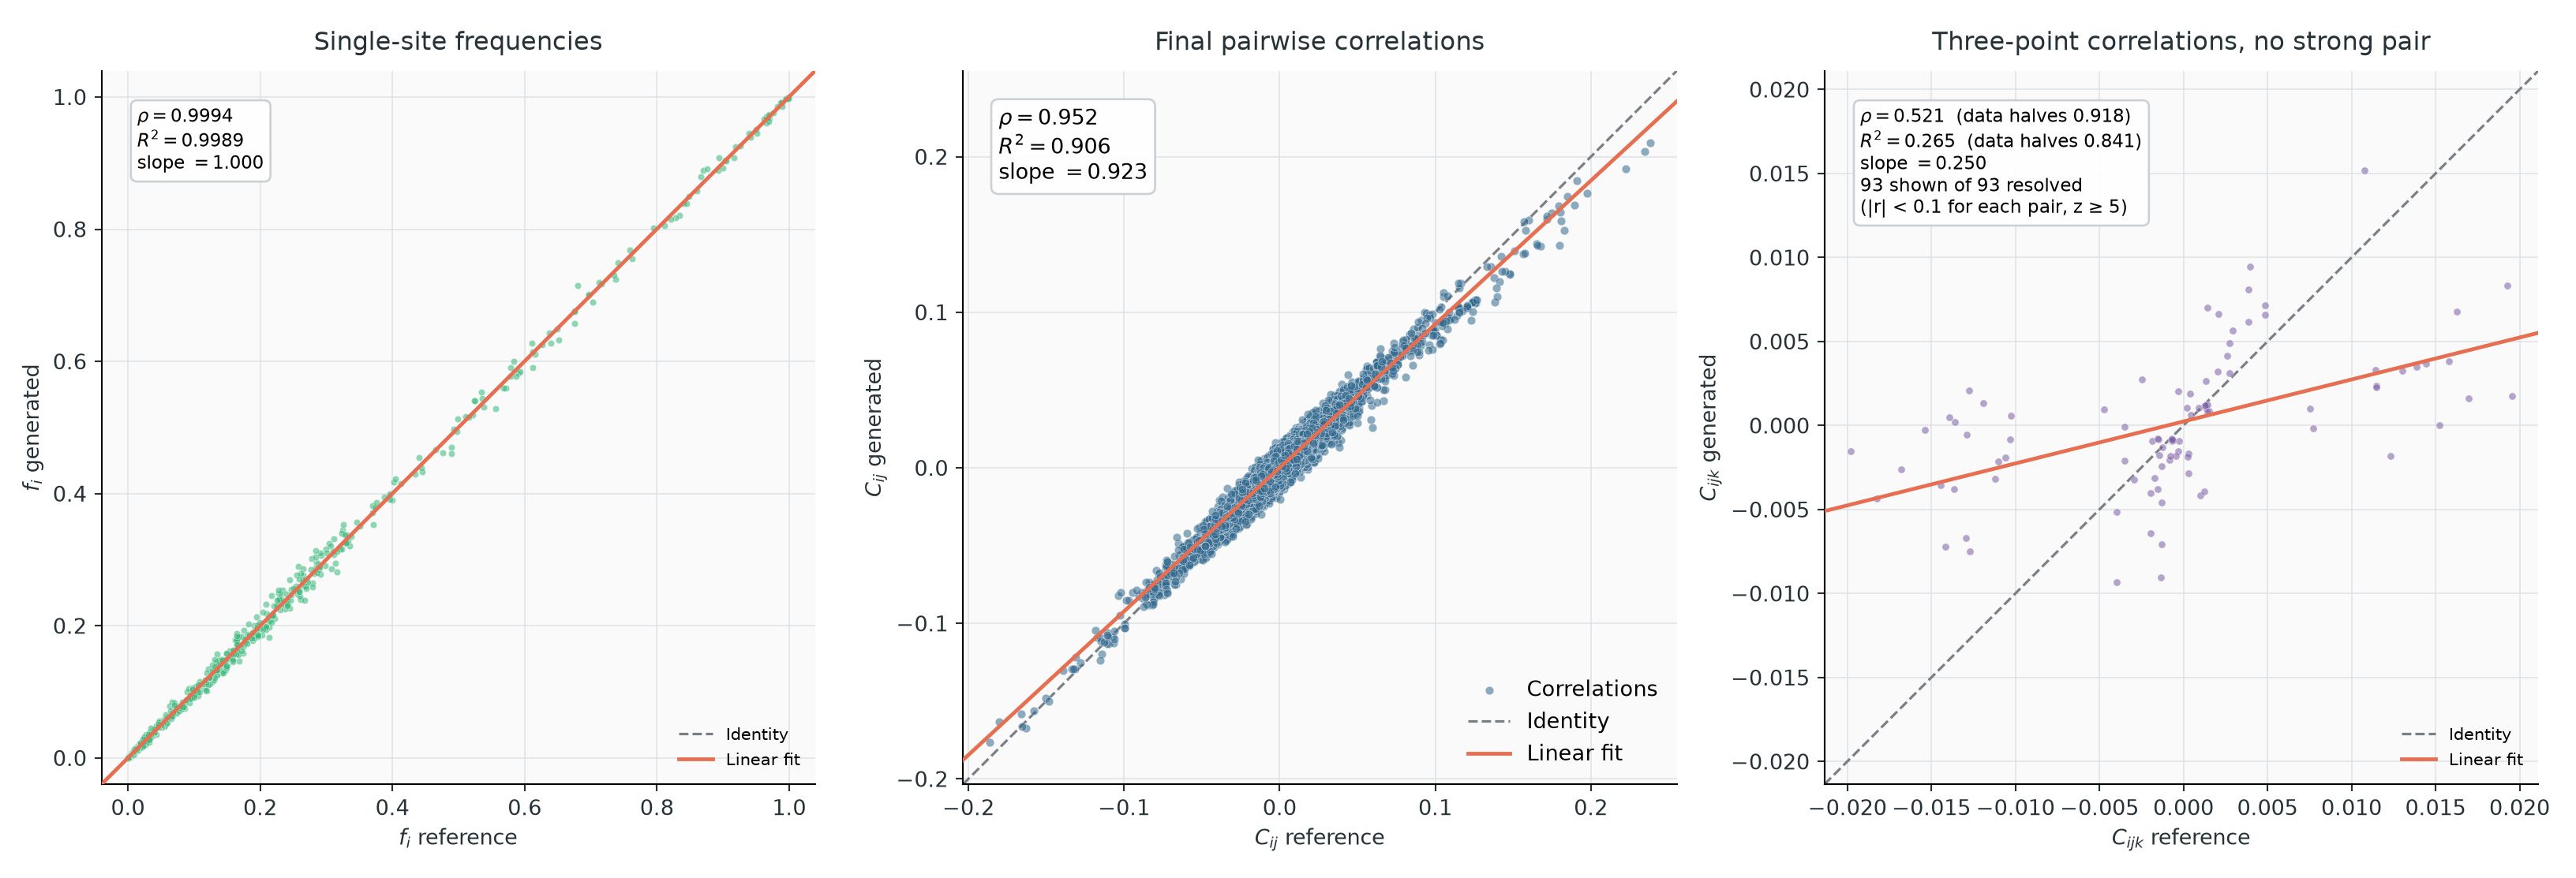 Single-site frequencies
ρ = 0.9994
R² = 0.9989
slope = 1.000
1.0
0.8
0.6
0.4
0.2
0.0
fᵢ generated
Identity
Linear fit
0.0 0.2 0.4 0.6 0.8 1.0
fᵢ reference
Final pairwise correlations
ρ = 0.952
R² = 0.906
slope = 0.923
0.2
0.1
0.0
−0.1
−0.2
Cᵢⱼ generated
Correlations
Identity
Linear fit
−0.2 −0.1 0.0 0.1 0.2
Cᵢⱼ reference
Three-point correlations, no strong pair
ρ = 0.521 (data halves 0.918)
R² = 0.265 (data halves 0.841)
slope = 0.250
93 shown of 93 resolved
(|r| < 0.1 for each pair, z ≥ 5)
0.020
0.015
0.010
0.005
0.000
−0.005
−0.010
−0.015
−0.020
Cᵢⱼₖ generated
Identity
Linear fit
−0.020 −0.015 −0.010 −0.005 0.000 0.005 0.010 0.015 0.020
Cᵢⱼₖ reference